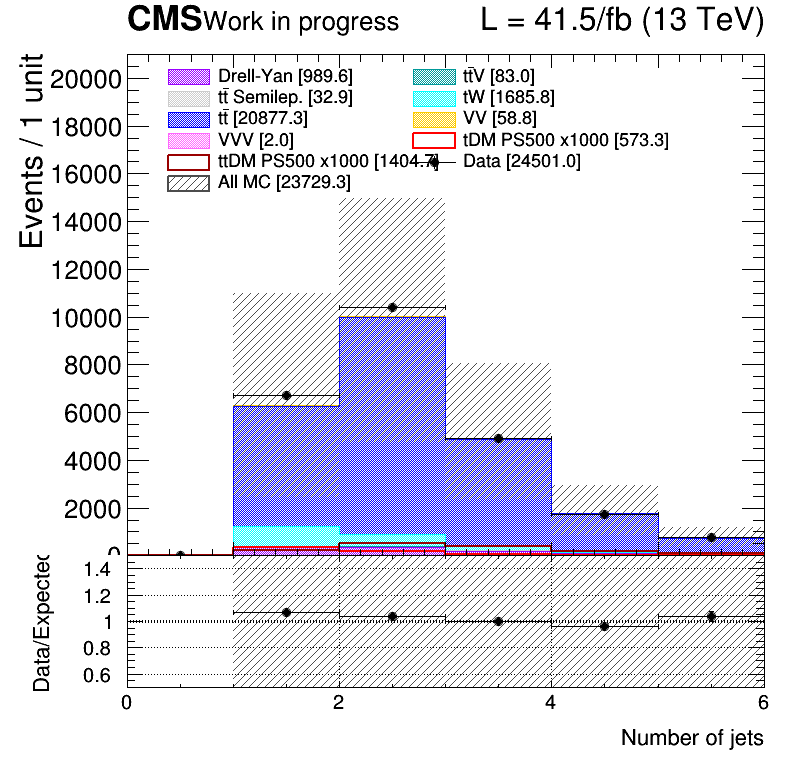 CMS Work in progress L = 41.5/fb (13 TeV)
Events / 1 unit
20000
18000
16000
14000
12000
10000
8000
6000
4000
2000
0
Drell-Yan [989.6] tt̄V [83.0]
tt̄ Semilep. [32.9] tW [1685.8]
tt̄ [20877.3] VV [58.8]
VVV [2.0] tDM PS500 x1000 [573.3]
ttDM PS500 x1000 [1404.7] Data [24501.0]
All MC [23729.3]
Data/Expected
1.4
1.2
1
0.8
0.6
0 2 4 6
Number of jets